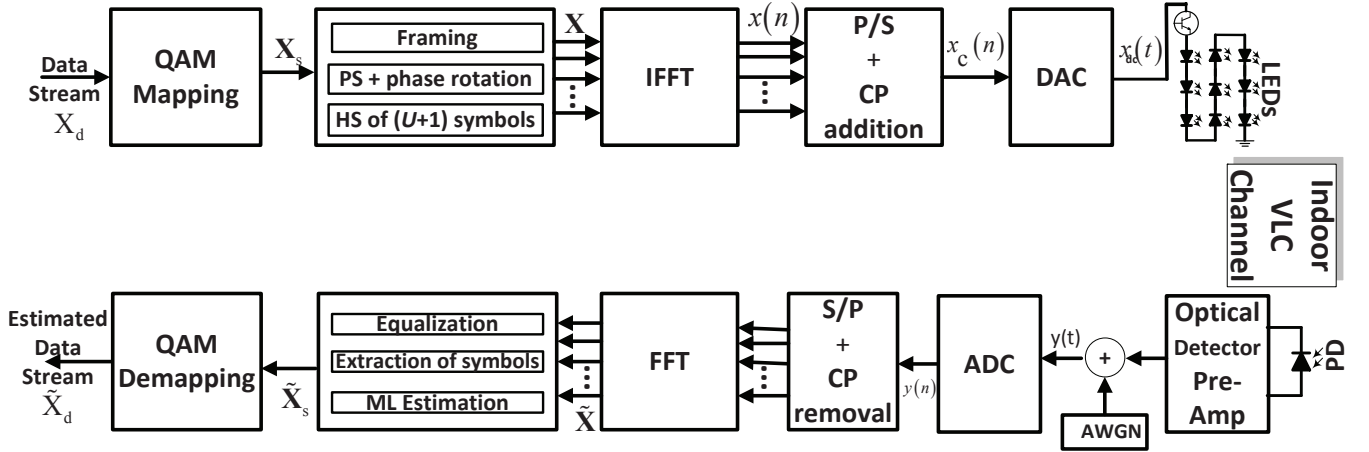 Data
Stream
X_d
QAM
Mapping
X_s
Framing
PS + phase rotation
HS of (U+1) symbols
X
IFFT
x(n)
P/S
+
CP
addition
x_c(n)
DAC
LEDs
Indoor
VLC
Channel
Estimated
Data
Stream
X̃_d
QAM
Demapping
X̃_s
Equalization
Extraction of symbols
ML Estimation
X̃
FFT
S/P
+
CP
removal
y(n)
ADC
y(t)
+
AWGN
Optical
Detector
Pre-
Amp
PD